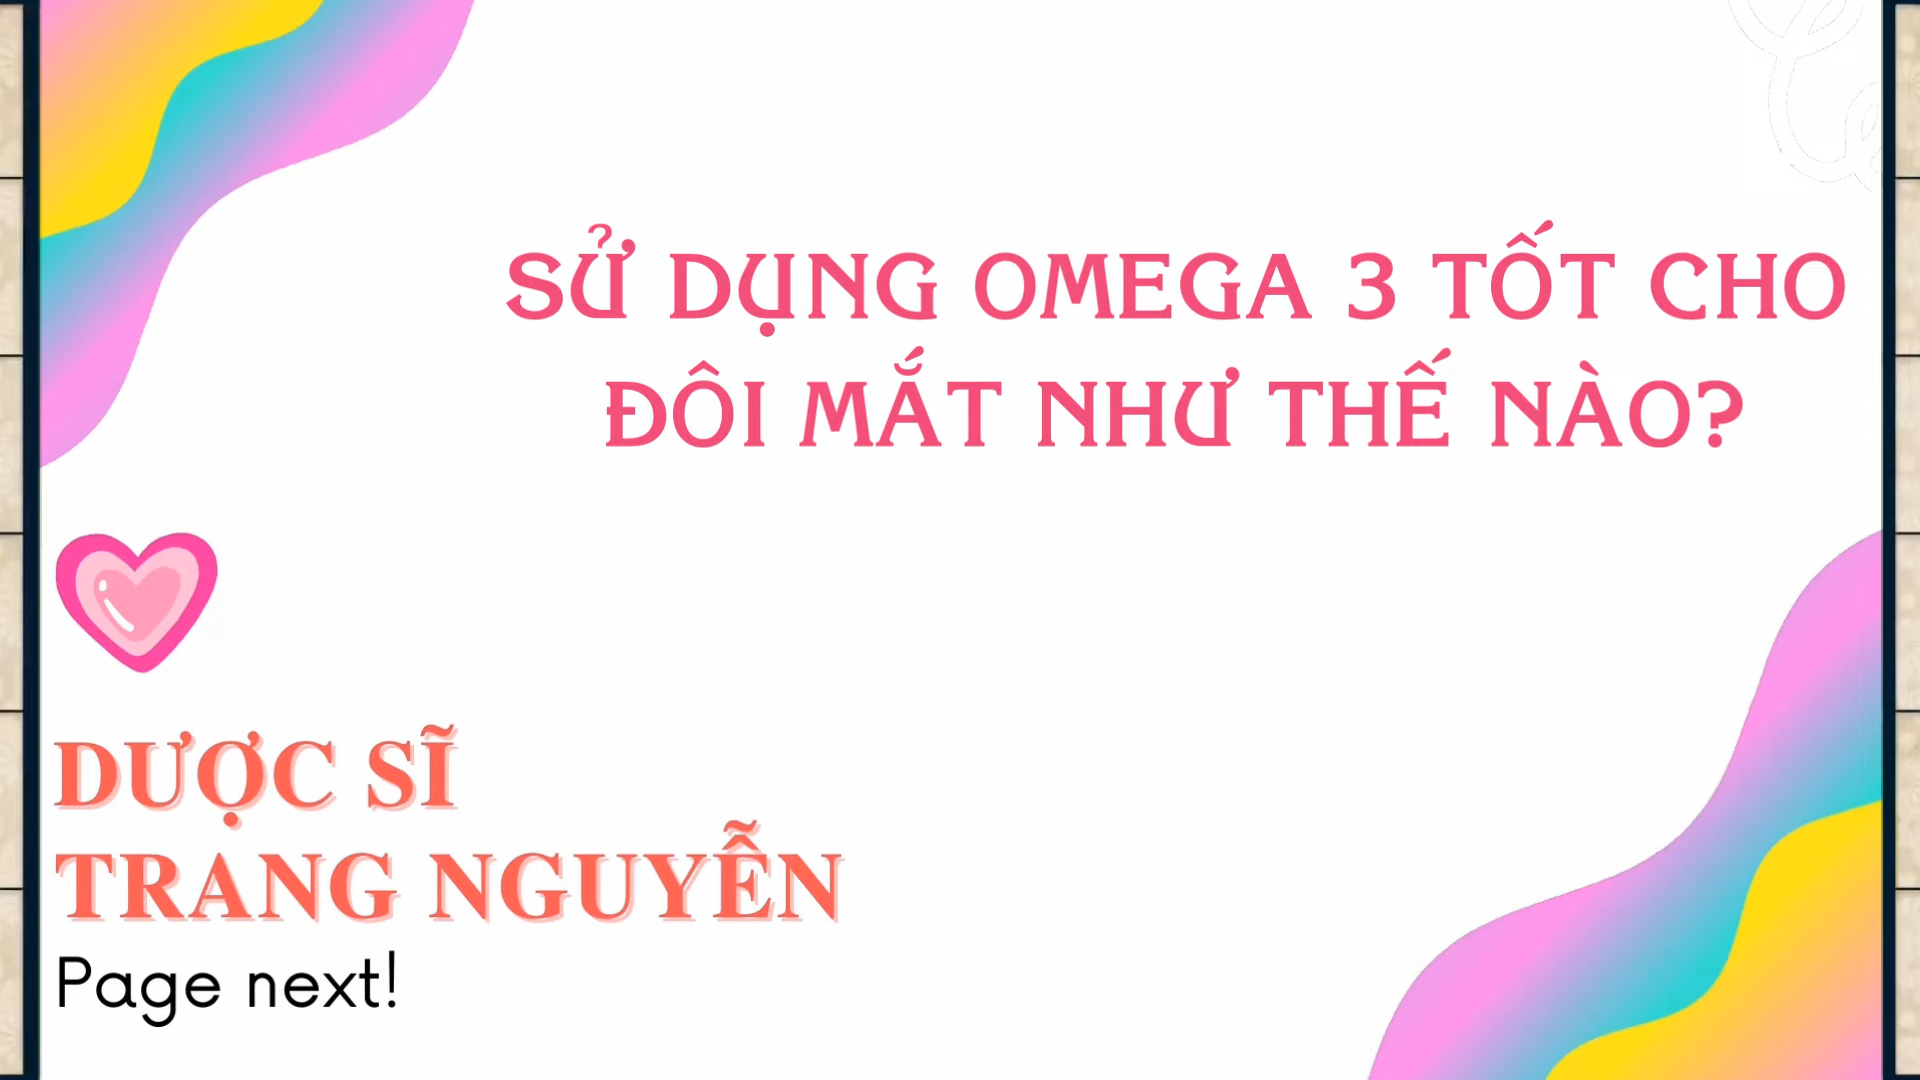 SỬ DỤNG OMEGA 3 TỐT CHO
ĐÔI MẮT NHƯ THẾ NÀO?
DƯỢC SĨ
TRANG NGUYỄN
Page next!